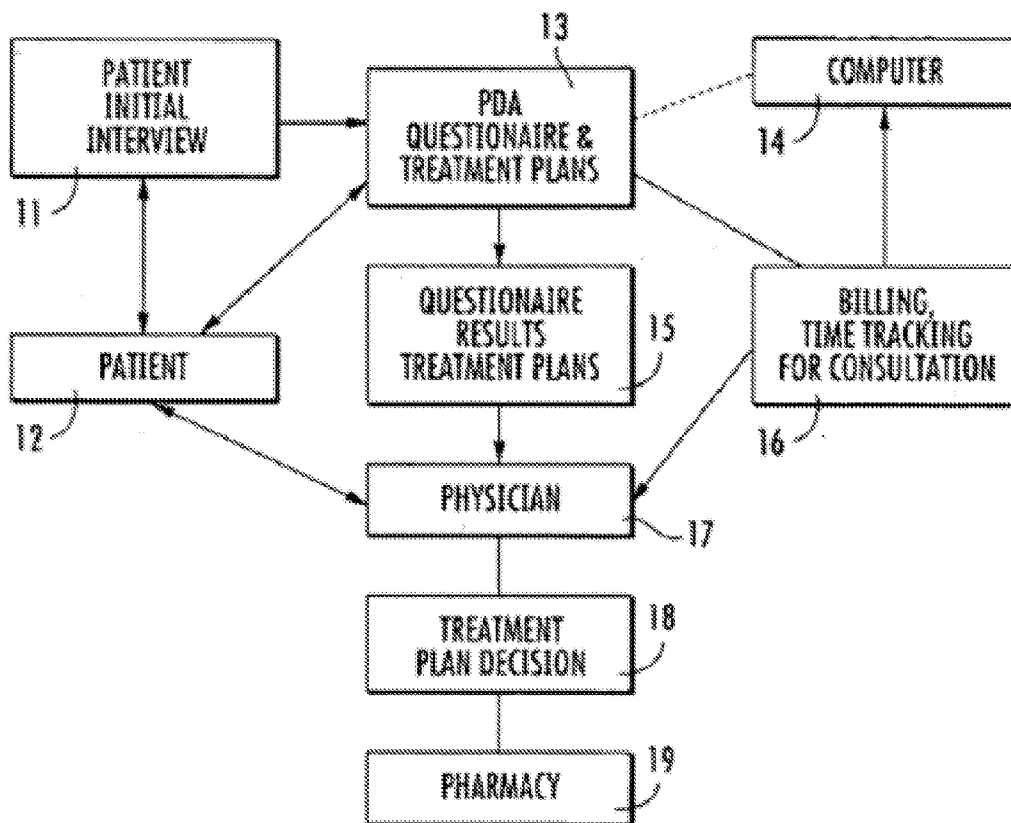 13
PATIENT
INITIAL
INTERVIEW
11
PDA
QUESTIONAIRE &
TREATMENT PLANS
COMPUTER
14
QUESTIONAIRE
RESULTS
TREATMENT PLANS
15
BILLING,
TIME TRACKING
FOR CONSULTATION
16
PATIENT
12
PHYSICIAN
17
TREATMENT
PLAN DECISION
18
PHARMACY
19